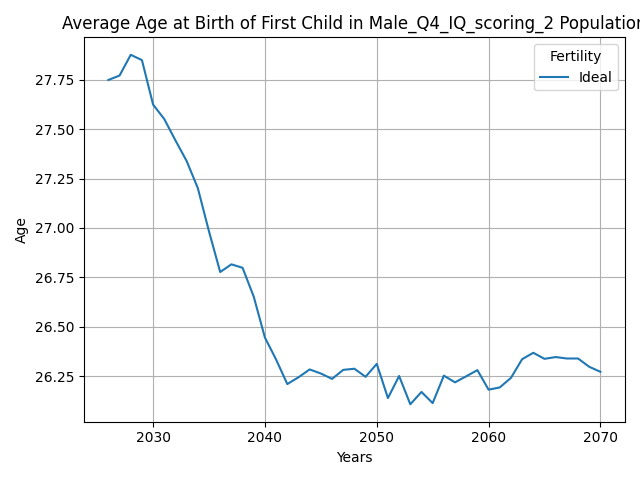 Average Age at Birth of First Child in Male_Q4_IQ_scoring_2 Population
Fertility
Ideal
27.75
27.50
27.25
27.00
26.75
26.50
26.25
Age
2030 2040 2050 2060 2070
Years